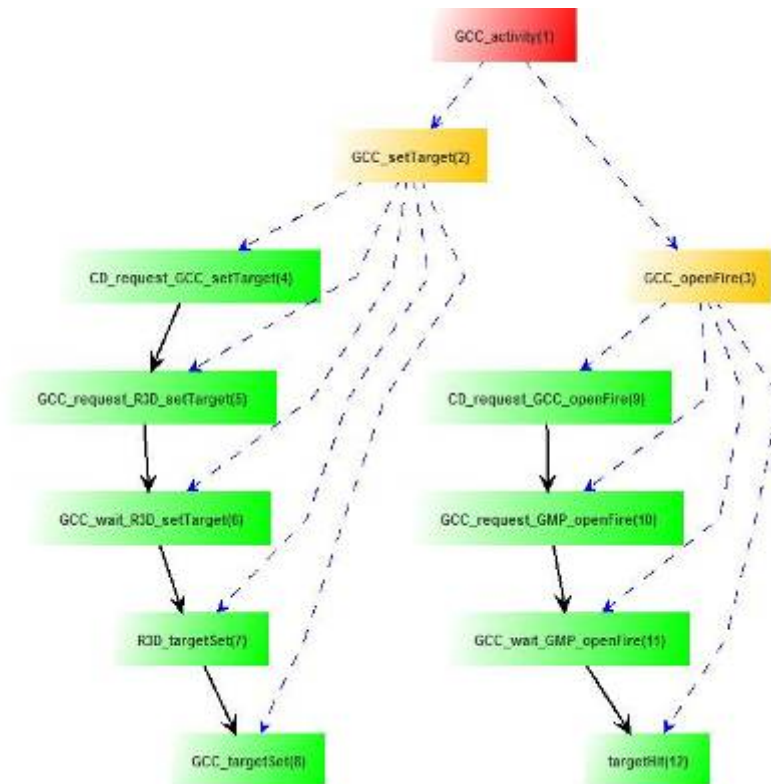 GCC_activity(1)
GCC_setTarget(2)
CD_request_GCC_setTarget(4)
GCC_openFire(3)
GCC_request_R3D_setTarget(5)
CD_request_GCC_openFire(9)
GCC_wait_R3D_setTarget(6)
GCC_request_GMP_openFire(10)
R3D_targetSet(7)
GCC_wait_GMP_openFire(11)
GCC_targetSet(8)
targetHit(12)